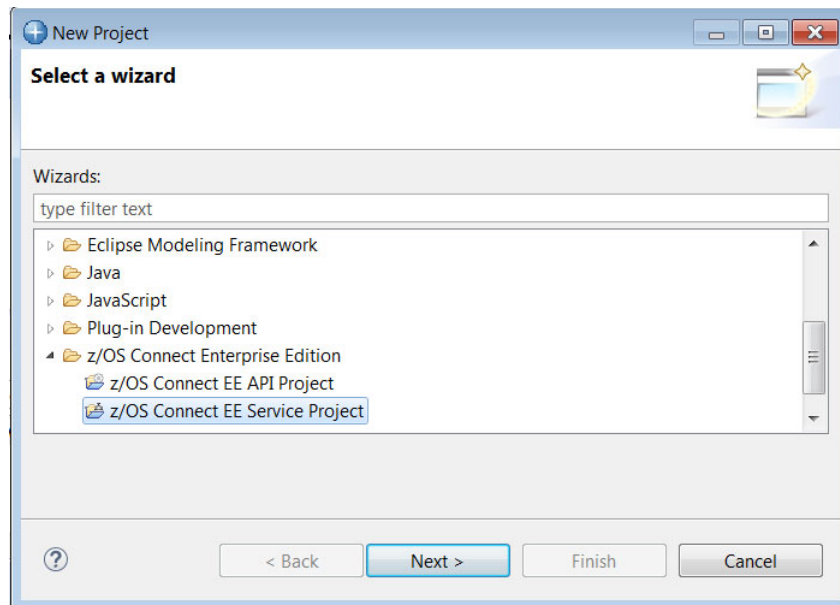 New Project
Select a wizard
Wizards:
type filter text
Eclipse Modeling Framework
Java
JavaScript
Plug-in Development
z/OS Connect Enterprise Edition
z/OS Connect EE API Project
z/OS Connect EE Service Project
? < Back Next > Finish Cancel